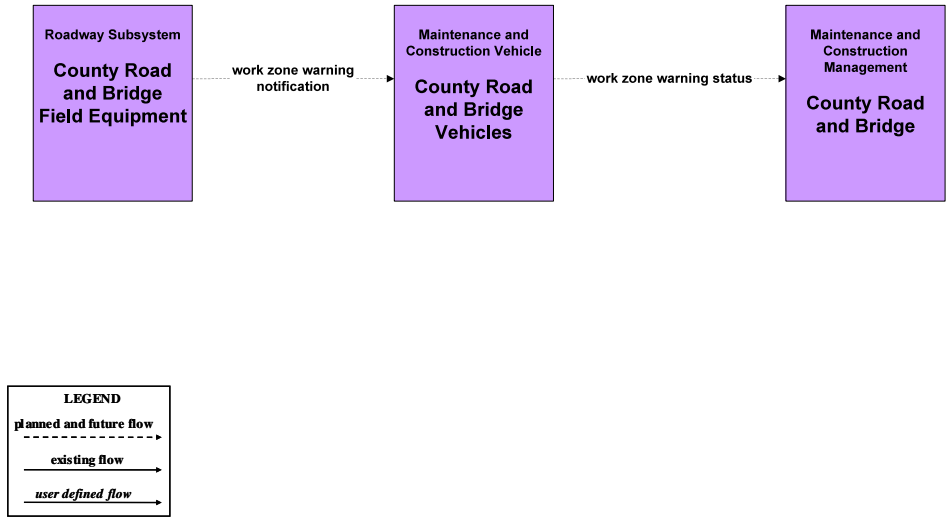 Roadway Subsystem
County Road
and Bridge
Field Equipment
work zone warning
notification
Maintenance and
Construction Vehicle
County Road
and Bridge
Vehicles
work zone warning status
Maintenance and
Construction
Management
County Road
and Bridge
LEGEND
planned and future flow
existing flow
user defined flow